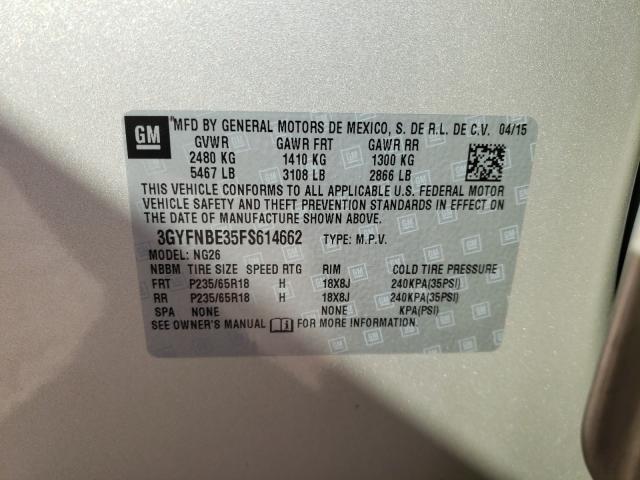 GM "MFD BY GENERAL MOTORS DE MEXICO, S. DE R.L. DE C.V. 04/15
GVWR GAWR FRT GAWR RR
2480 KG 1410 KG 1300 KG
5467 LB 3108 LB 2866 LB
THIS VEHICLE CONFORMS TO ALL APPLICABLE U.S. FEDERAL MOTOR
VEHICLE SAFETY AND THEFT PREVENTION STANDARDS IN EFFECT ON
THE DATE OF MANUFACTURE SHOWN ABOVE.
3GYFNBE35FS614662 TYPE: M.P.V.
MODEL: NG26
NBBM TIRE SIZE SPEED RTG RIM COLD TIRE PRESSURE
FRT P235/65R18 H 18X8J 240KPA(35PSI)
RR P235/65R18 H 18X8J 240KPA(35PSI)
SPA NONE NONE KPA(PSI)
SEE OWNER'S MANUAL FOR MORE INFORMATION.